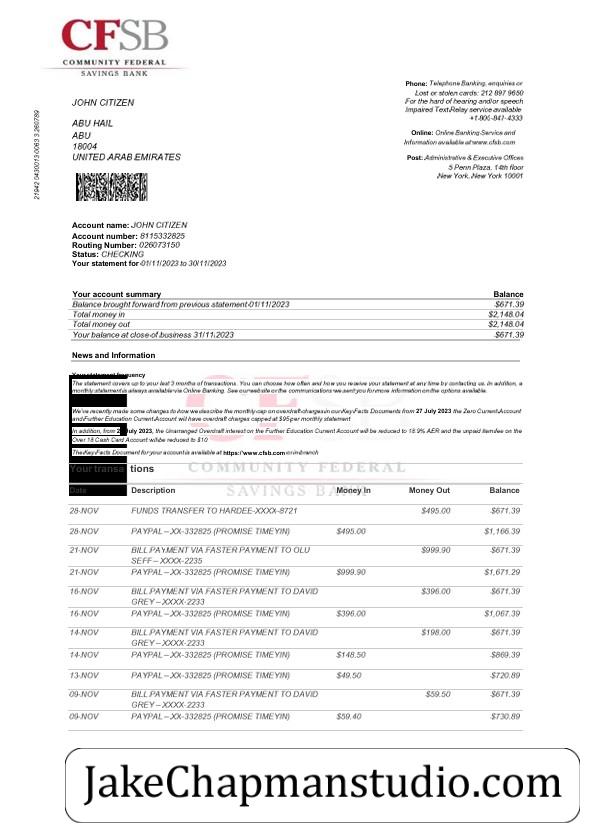 CFSB
COMMUNITY FEDERAL
SAVINGS BANK
Phone: Telephone Banking, enquiries or
Lost or stolen cards: 212 897 9650
For the hard of hearing and/or speech
Impaired Text Relay service available
+1-800-841-4333
Online: Online Banking Service and
Information available at www.cfsb.com
Post: Administrative & Executive Offices
5 Penn Plaza, 14th floor
New York, New York 10001
JOHN CITIZEN
ABU HAIL
ABU
18004
UNITED ARAB EMIRATES
Account name: JOHN CITIZEN
Account number: 8115332825
Routing Number: 026073150
Status: CHECKING
Your statement for 01/11/2023 to 30/11/2023
Your account summary Balance
Balance brought forward from previous statement 01/11/2023 $671.39
Total money in $2,148.04
Total money out $2,148.04
Your balance at close of business 31/11/2023 $671.39
News and Information
Your statement frequency
The statement covers up to your last 3 months of transactions. You can choose how often and how you receive your statement at any time by contacting us. In addition, a
monthly statement is always available via Online Banking. See our website or the communications we sent you for more information on the options available.
We've recently made some changes to how we describe the monthly cap on overdraft charges in our Key Facts Documents from 27 July 2023 the Zero Current Account
and Further Education Current Account will have overdraft charges capped at $95 per monthly statement
In addition, from 2 July 2023, the Unarranged Overdraft interest on the Further Education Current Account will be reduced to 18.9% AER and the unpaid item fee on the
Over 18 Cash Card Account will be reduced to $10
The Key Facts Document for your accounts available at https://www.cfsb.com or in branch
COMMUNITY FEDERAL
SAVINGS BANK
Your transactions
Date Description Money In Money Out Balance
28-NOV FUNDS TRANSFER TO HARDEE-XXXX-8721 $495.00 $671.39
28-NOV PAYPAL – XX-332825 (PROMISE TIMEYIN) $495.00 $1,166.39
21-NOV BILL PAYMENT VIA FASTER PAYMENT TO OLU $999.90 $671.39
SEFF – XXXX-2235
21-NOV PAYPAL – XX-332825 (PROMISE TIMEYIN) $999.90 $1,671.29
16-NOV BILL PAYMENT VIA FASTER PAYMENT TO DAVID $396.00 $671.39
GREY – XXXX-2233
16-NOV PAYPAL – XX-332825 (PROMISE TIMEYIN) $396.00 $1,067.39
14-NOV BILL PAYMENT VIA FASTER PAYMENT TO DAVID $198.00 $671.39
GREY – XXXX-2233
14-NOV PAYPAL – XX-332825 (PROMISE TIMEYIN) $148.50 $869.39
13-NOV PAYPAL – XX-332825 (PROMISE TIMEYIN) $49.50 $720.89
09-NOV BILL PAYMENT VIA FASTER PAYMENT TO DAVID $59.50 $671.39
GREY – XXXX-2233
09-NOV PAYPAL – XX-332825 (PROMISE TIMEYIN) $59.40 $730.89
JakeChapmanstudio.com